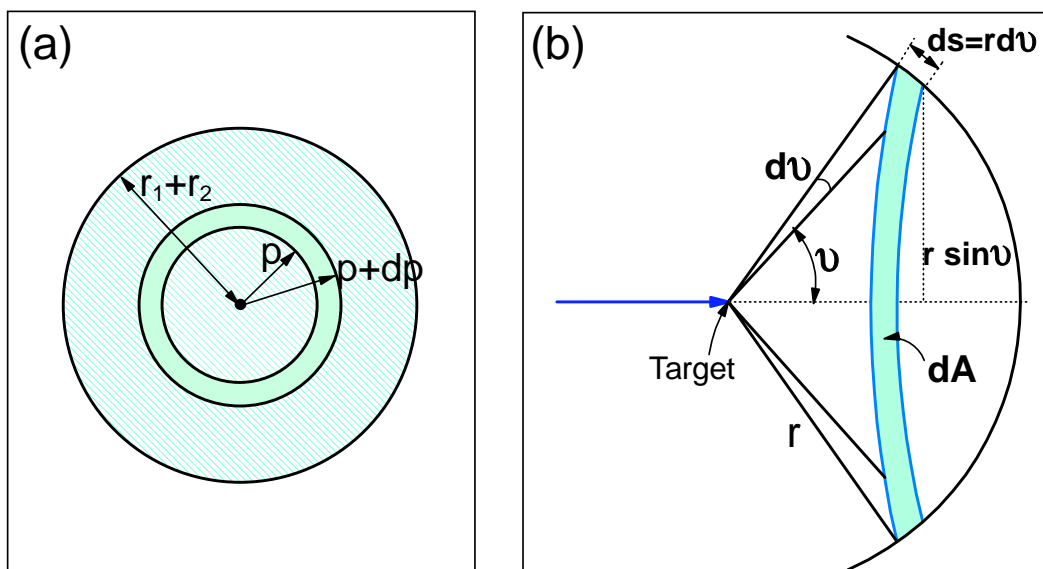 (a)
r₁+r₂
p
p+dp
(b)
ds=rdυ
dυ
υ
r sinυ
Target
dA
r